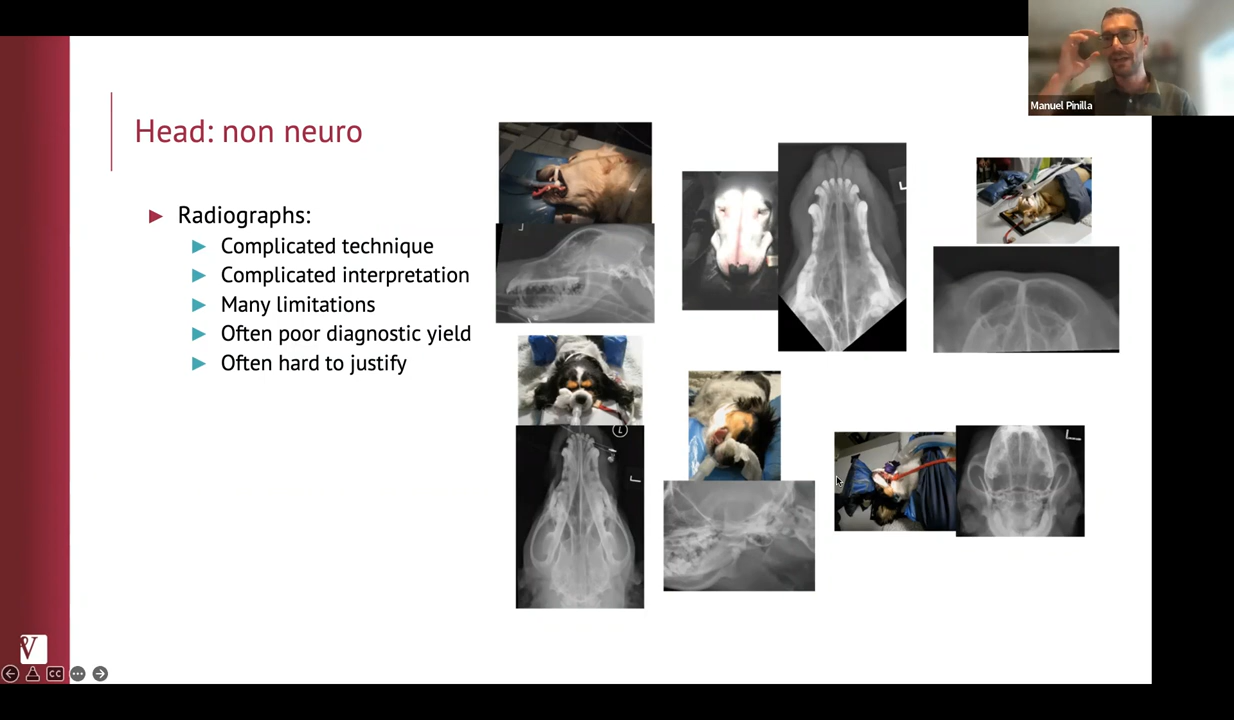 Manuel Pinilla
Head: non neuro
Radiographs:
Complicated technique
Complicated interpretation
Many limitations
Often poor diagnostic yield
Often hard to justify
L
L
L
L
V
CC